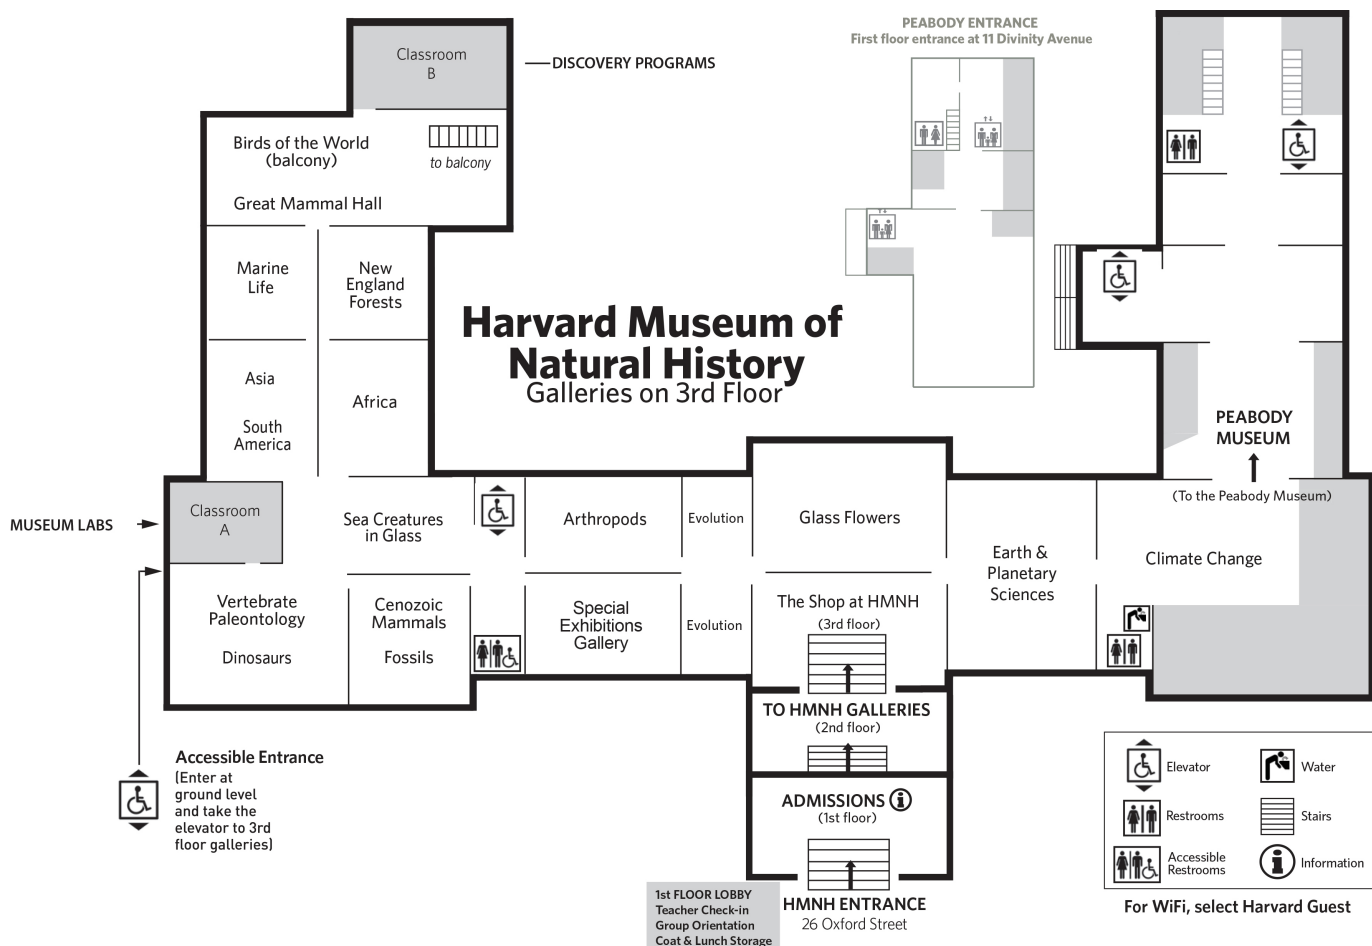 PEABODY ENTRANCE
First floor entrance at 11 Divinity Avenue
Classroom
B
DISCOVERY PROGRAMS
Birds of the World
(balcony)
to balcony
Great Mammal Hall
Marine
Life
New
England
Forests
Harvard Museum of
Natural History
Galleries on 3rd Floor
Asia
South
America
Africa
PEABODY
MUSEUM
(To the Peabody Museum)
MUSEUM LABS
Classroom
A
Sea Creatures
in Glass
Arthropods
Evolution
Glass Flowers
Earth &
Planetary
Sciences
Climate Change
Vertebrate
Paleontology
Dinosaurs
Cenozoic
Mammals
Fossils
Special
Exhibitions
Gallery
Evolution
The Shop at HMNH
(3rd floor)
TO HMNH GALLERIES
(2nd floor)
ADMISSIONS i
(1st floor)
Accessible Entrance
(Enter at
ground level
and take the
elevator to 3rd
floor galleries)
1st FLOOR LOBBY
Teacher Check-in
Group Orientation
Coat & Lunch Storage
HMNH ENTRANCE
26 Oxford Street
Elevator
Water
Restrooms
Stairs
Accessible
Restrooms
i Information
For WiFi, select Harvard Guest